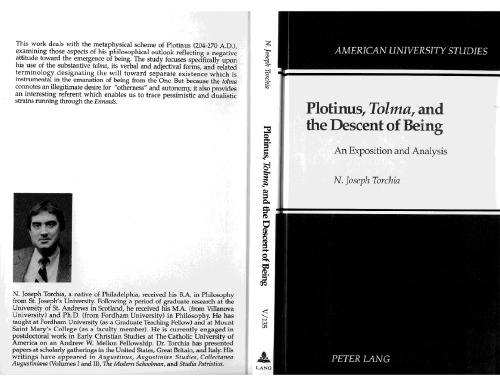 This work deals with the metaphysical scheme of Plotinus (204-270 A.D.),
examining those aspects of his philosophical outlook reflecting a negative
attitude toward the emergence of being. The study focuses specifically upon
his use of the substantive tolma, its verbal and adjectival forms, and related
terminology designating the will toward separate existence which is
instrumental in the emanation of being from the One. But because the tolma
connotes an illegitimate desire for "otherness" and autonomy, it also provides
an interesting referent which enables us to trace pessimistic and dualistic
strains running through the Enneads.
N. Joseph Torchia, a native of Philadelphia, received his B.A. in Philosophy
from St. Joseph's University. Following a period of graduate research at the
University of St. Andrews in Scotland, he received his M.A. (from Villanova
University) and Ph.D. (from Fordham University) in Philosophy. He has
taught at Fordham University (as a Graduate Teaching Fellow) and at Mount
Saint Mary's College (as a faculty member). He is currently engaged in
postdoctoral work in Early Christian Studies at The Catholic University of
America on an Andrew W. Mellon Fellowship. Dr. Torchia has presented
papers at scholarly gatherings in the United States, Great Britain, and Italy. His
writings have appeared in Augustinus, Augustinian Studies, Collectanea
Augustiniana (Volumes I and II), The Modern Schoolman, and Studia Patristica.
N. Joseph Torchia
Plotinus, Tolma, and the Descent of Being
V/135
LANG
AMERICAN UNIVERSITY STUDIES
Plotinus, Tolma, and
the Descent of Being
An Exposition and Analysis
N. Joseph Torchia
PETER LANG